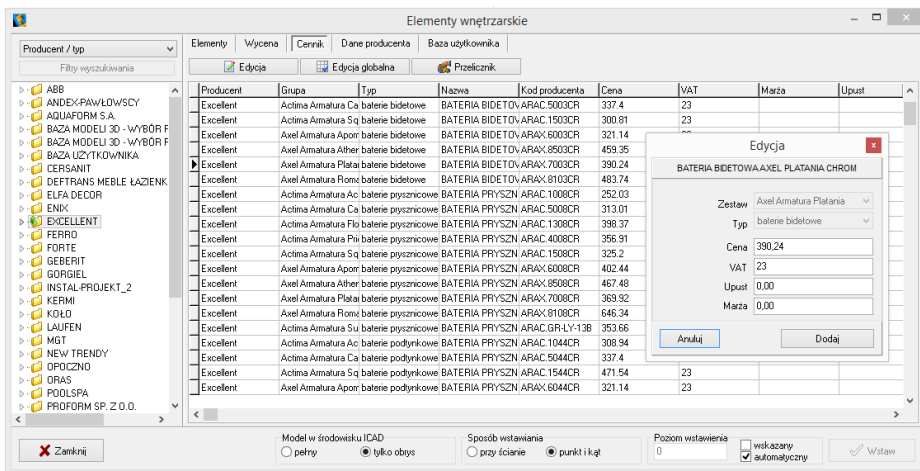 Elementy wnętrzarskie
Producent / typ
Filtry wyszukiwania
ABB
ANDEX-PAWŁOWSCY
AQUAFORM S.A.
BAZA MODELI 3D - WYBÓR F
BAZA MODELI 3D - WYBÓR F
BAZA UŻYTKOWNIKA
CERSANIT
DEFTRANS MEBLE ŁAZIENK
ELFA DECOR
ENIX
EXCELLENT
FERRO
FORTE
GEBERIT
GORGIEL
INSTAL-PROJEKT_2
KERMI
KOŁO
LAUFEN
MGT
NEW TRENDY
OPOCZNO
ORAS
POOLSPA
PROFORM SP. Z O.O.
Elementy Wycena Cennik Dane producenta Baza użytkownika
Edycja Edycja globalna Przelicznik
Producent Grupa Typ Nazwa Kod producenta Cena VAT Marża Upust
Excellent Actima Armatura Ca baterie bidetowe BATERIA BIDETOV ARAC.5003CR 337.4 23
Excellent Actima Armatura Sq baterie bidetowe BATERIA BIDETOV ARAC.1503CR 300.81 23
Excellent Axel Armatura Apom baterie bidetowe BATERIA BIDETOV ARAX.6003CR 321.14
Excellent Axel Armatura Ather baterie bidetowe BATERIA BIDETOV ARAX.8503CR 459.35
Excellent Axel Armatura Platar baterie bidetowe BATERIA BIDETOV ARAX.7003CR 390.24
Excellent Axel Armatura Roma baterie bidetowe BATERIA BIDETOV ARAX.8103CR 483.74
Excellent Actima Armatura Ac baterie prysznicowe BATERIA PRYSZN ARAC.1008CR 252.03
Excellent Actima Armatura Ca baterie prysznicowe BATERIA PRYSZN ARAC.5008CR 313.01
Excellent Actima Armatura Flo baterie prysznicowe BATERIA PRYSZN ARAC.1308CR 398.37
Excellent Actima Armatura Pri baterie prysznicowe BATERIA PRYSZN ARAC.4008CR 356.91
Excellent Actima Armatura Sq baterie prysznicowe BATERIA PRYSZN ARAC.1508CR 325.2
Excellent Axel Armatura Apom baterie prysznicowe BATERIA PRYSZN ARAX.6008CR 402.44
Excellent Axel Armatura Ather baterie prysznicowe BATERIA PRYSZN ARAX.8508CR 467.48
Excellent Axel Armatura Platar baterie prysznicowe BATERIA PRYSZN ARAX.7008CR 369.92
Excellent Axel Armatura Roma baterie prysznicowe BATERIA PRYSZN ARAX.8108CR 646.34
Excellent Actima Armatura Su baterie prysznicowe BATERIA PRYSZN ARAC.GR-LY-13B 353.66
Excellent Actima Armatura Ac baterie podtynkowe BATERIA PRYSZN ARAC.1044CR 308.94
Excellent Actima Armatura Ca baterie podtynkowe BATERIA PRYSZN ARAC.5044CR 337.4
Excellent Actima Armatura Sq baterie podtynkowe BATERIA PRYSZN ARAC.1544CR 471.54 23
Excellent Axel Armatura Apom baterie podtynkowe BATERIA PRYSZN ARAX.6044CR 321.14 23
Edycja
BATERIA BIDETOWA AXEL PLATANIA CHROM
Zestaw Axel Armatura Platania
Typ baterie bidetowe
Cena 390,24
VAT 23
Upust 0,00
Marża 0,00
Anuluj Dodaj
Zamknij
Model w środowisku ICAD
pełny tylko obrys
Sposób wstawiania
przy ścianie punkt i kąt
Poziom wstawienia
0
wskazany
automatyczny
Wstaw